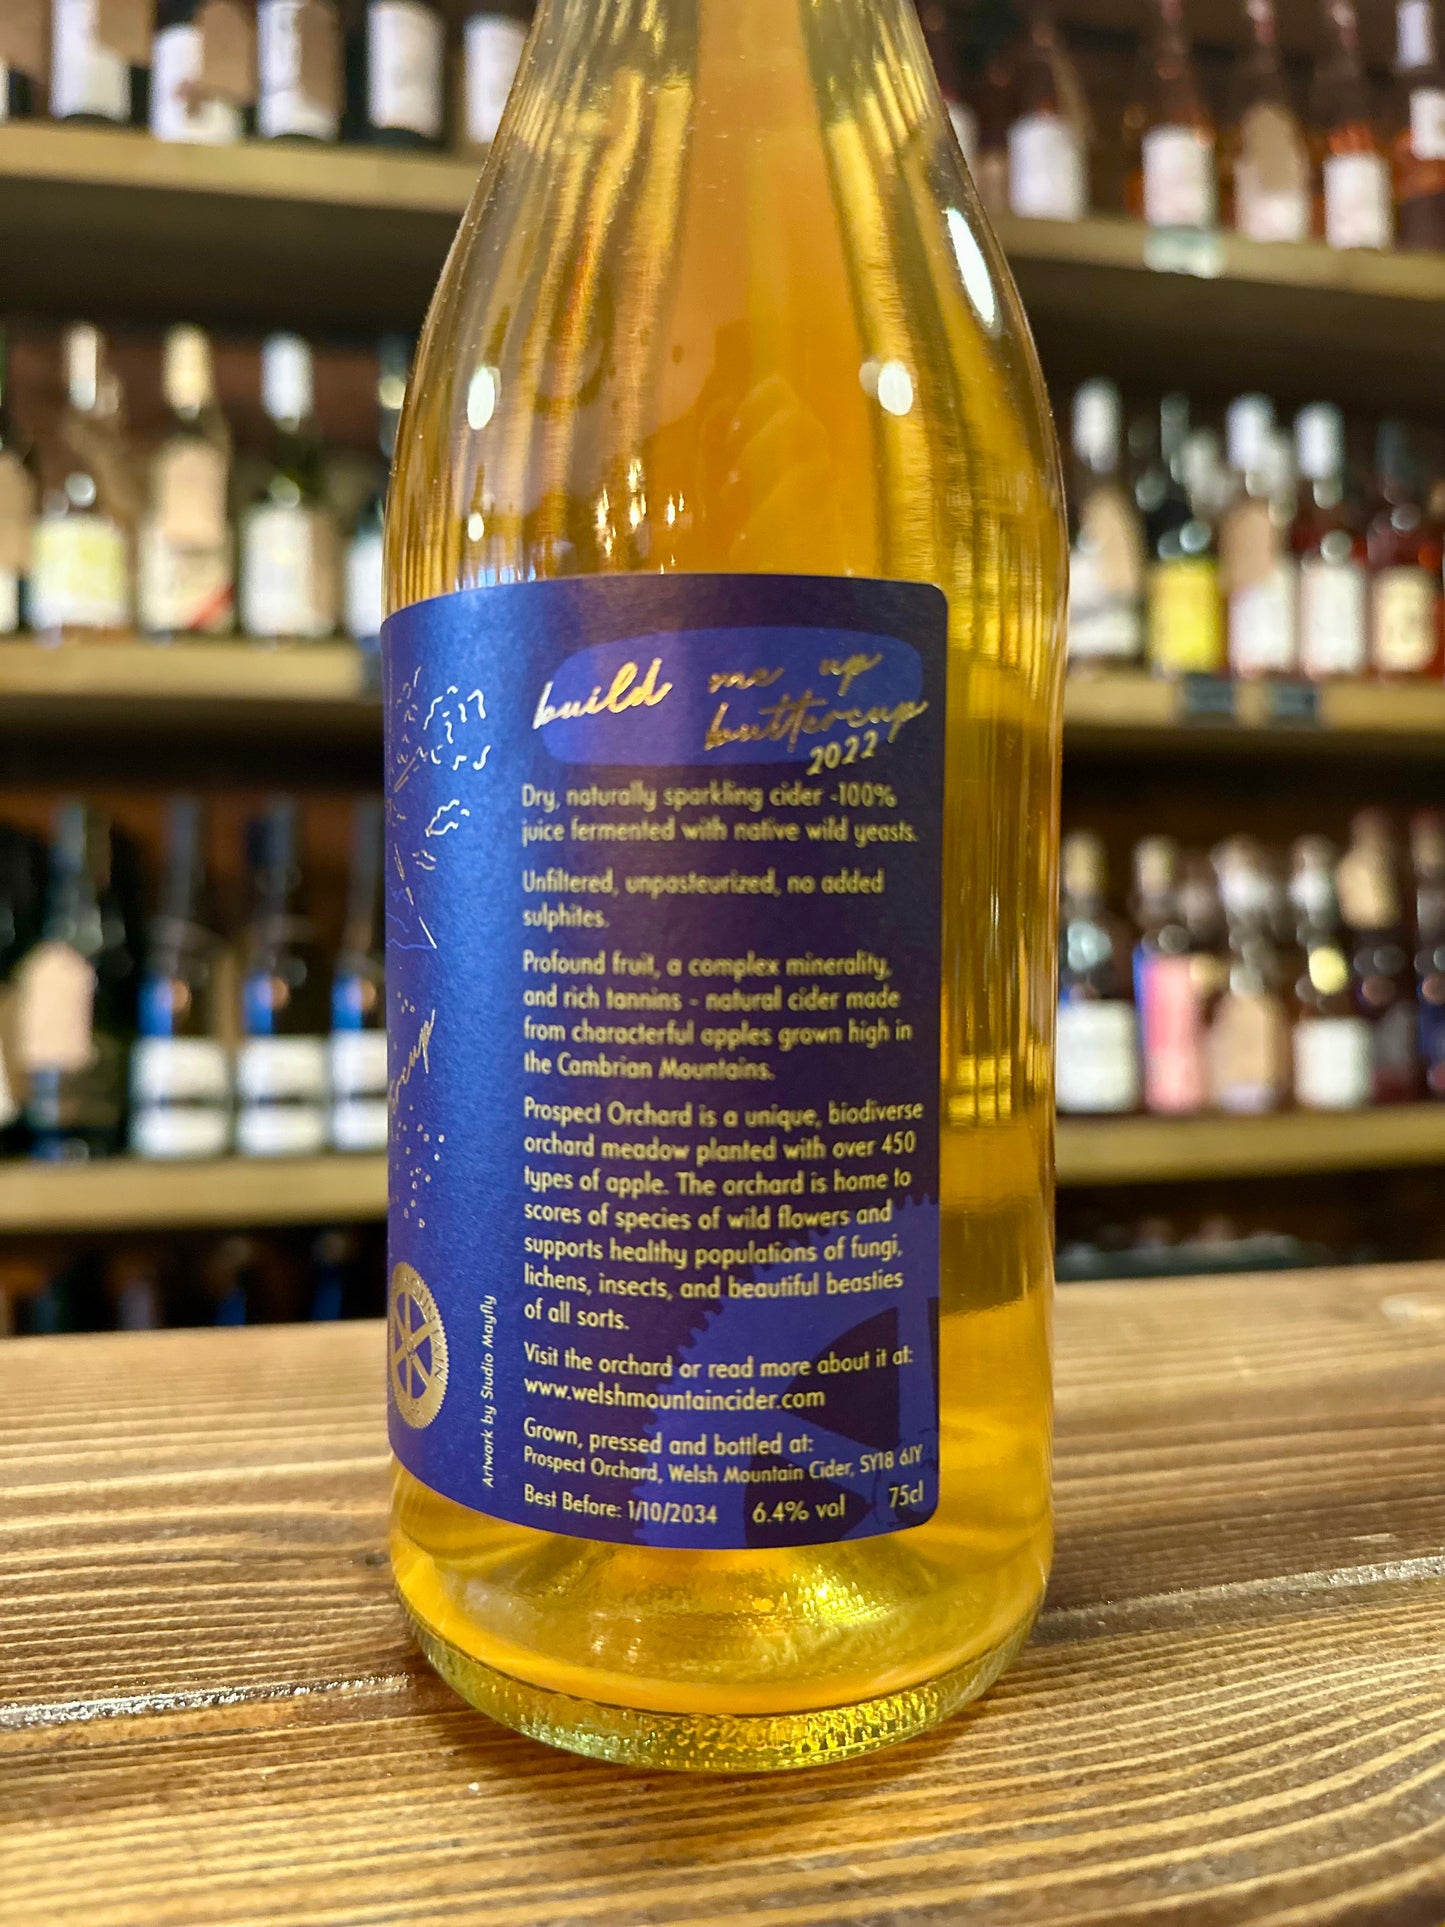 build me up
buttercup
2022
Dry, naturally sparkling cider -100%
juice fermented with native wild yeasts.
Unfiltered, unpasteurized, no added
sulphites.
Profound fruit, a complex minerality,
and rich tannins - natural cider made
from characterful apples grown high in
the Cambrian Mountains.
Prospect Orchard is a unique, biodiverse
orchard meadow planted with over 450
types of apple. The orchard is home to
scores of species of wild flowers and
supports healthy populations of fungi,
lichens, insects, and beautiful beasties
of all sorts.
Visit the orchard or read more about it at:
www.welshmountaincider.com
Grown, pressed and bottled at:
Prospect Orchard, Welsh Mountain Cider, SY18 6JY
Best Before: 1/10/2034 6.4% vol 75cl
Artwork by Studio Mayfly